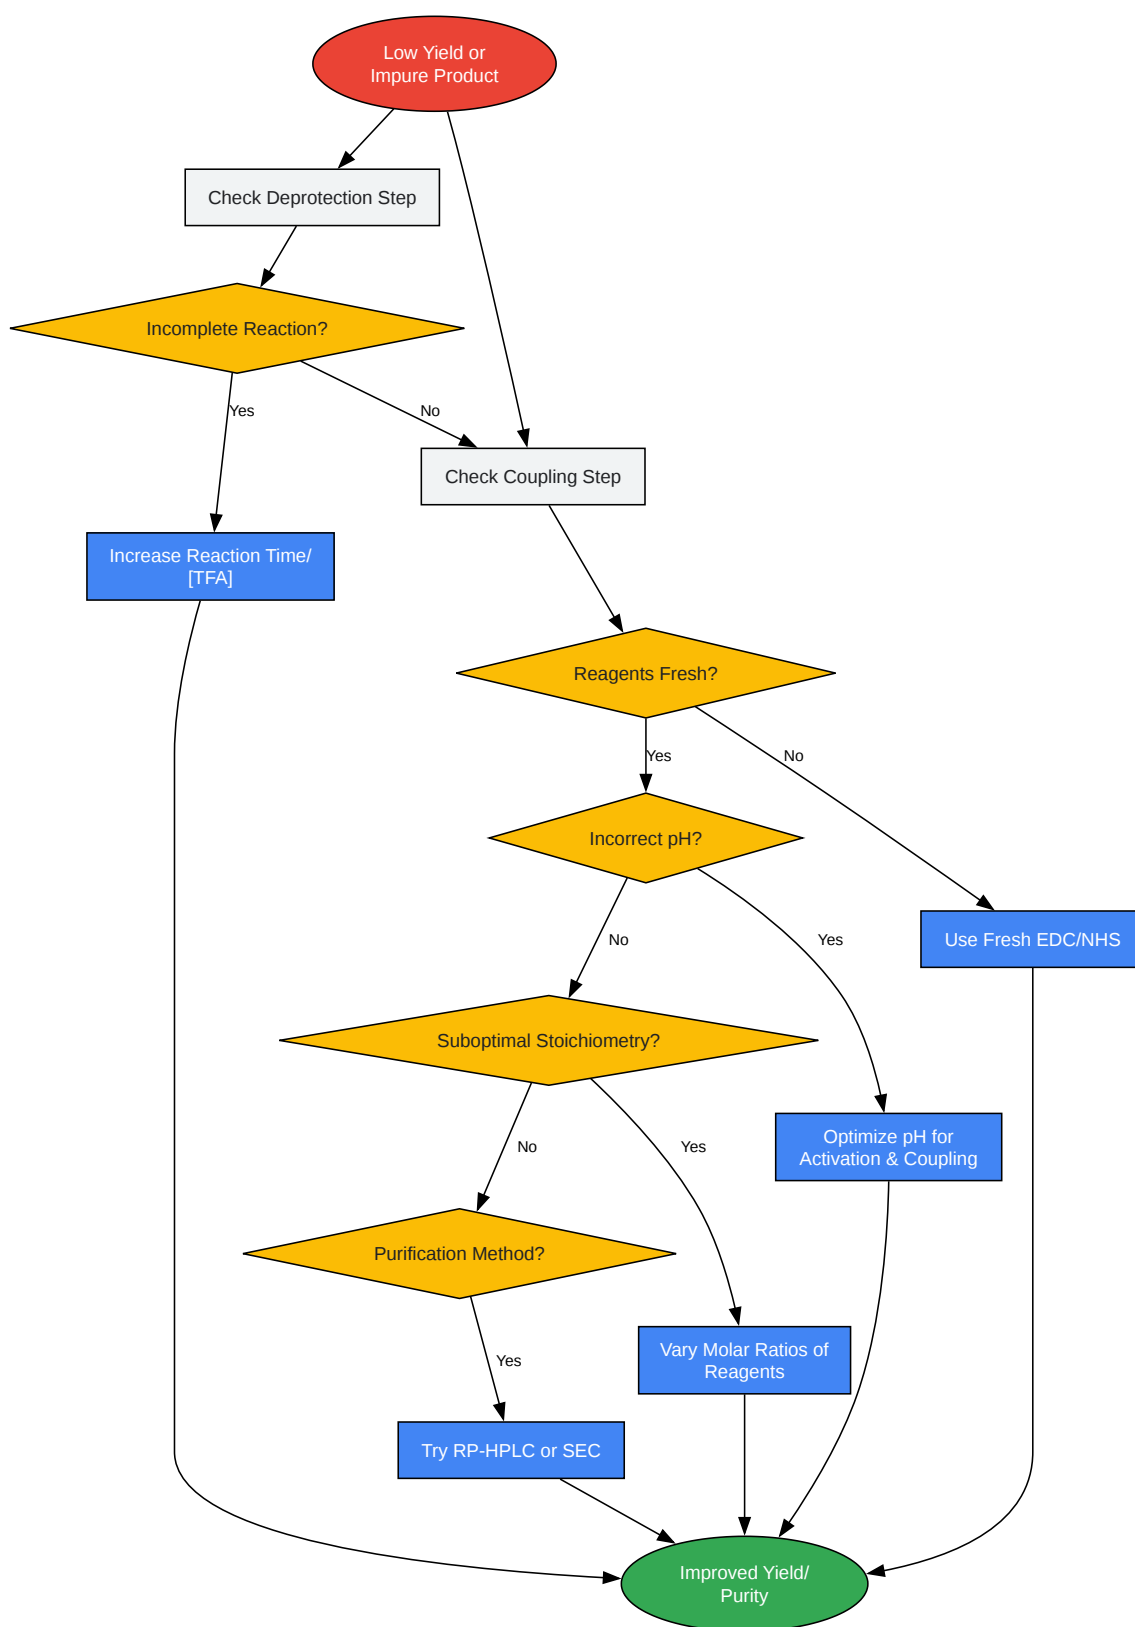 Low Yield or
Impure Product
Check Deprotection Step
Incomplete Reaction?
Yes
No
Check Coupling Step
Increase Reaction Time/
[TFA]
Reagents Fresh?
Yes
No
Incorrect pH?
No
Yes
Use Fresh EDC/NHS
Suboptimal Stoichiometry?
No
Yes
Optimize pH for
Activation & Coupling
Purification Method?
Yes
Vary Molar Ratios of
Reagents
Try RP-HPLC or SEC
Improved Yield/
Purity